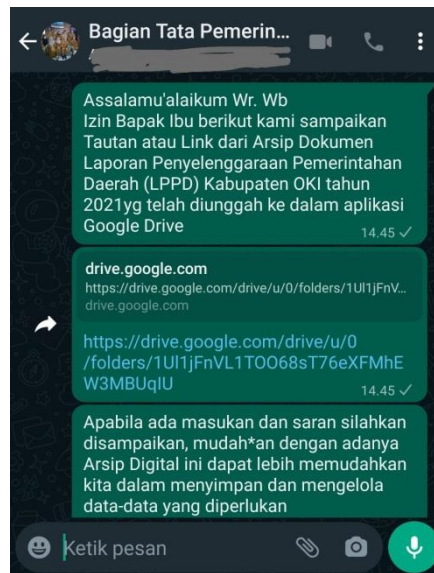 Bagian Tata Pemerin...
Assalamu'alaikum Wr. Wb
Izin Bapak Ibu berikut kami sampaikan
Tautan atau Link dari Arsip Dokumen
Laporan Penyelenggaraan Pemerintahan
Daerah (LPPD) Kabupaten OKI tahun
2021yg telah diunggah ke dalam aplikasi
Google Drive
14.45
drive.google.com
https://drive.google.com/drive/u/0/folders/1Ul1jFnV...
drive.google.com
https://drive.google.com/drive/u/0
/folders/1Ul1jFnVL1TOO68sT76eXFMhE
W3MBUqlU
14.45
Apabila ada masukan dan saran silahkan
disampaikan, mudah*an dengan adanya
Arsip Digital ini dapat lebih memudahkan
kita dalam menyimpan dan mengelola
data-data yang diperlukan
Ketik pesan